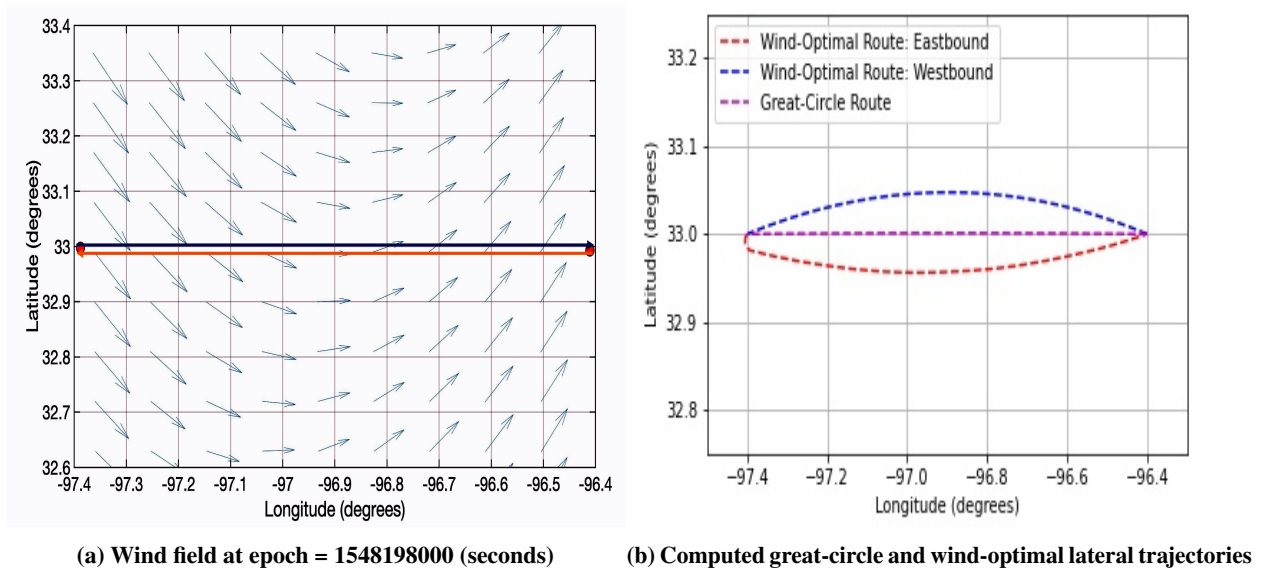 33.4
33.3
33.2
33.1
33
32.9
32.8
32.7
32.6
Latitude (degrees)
-97.4 -97.3 -97.2 -97.1 -97 -96.9 -96.8 -96.7 -96.6 -96.5 -96.4
Longitude (degrees)
(a) Wind field at epoch = 1548198000 (seconds)
Wind-Optimal Route: Eastbound
Wind-Optimal Route: Westbound
Great-Circle Route
33.2
33.1
33.0
32.9
32.8
Latitude (degrees)
−97.4 −97.2 −97.0 −96.8 −96.6 −96.4
Longitude (degrees)
(b) Computed great-circle and wind-optimal lateral trajectories